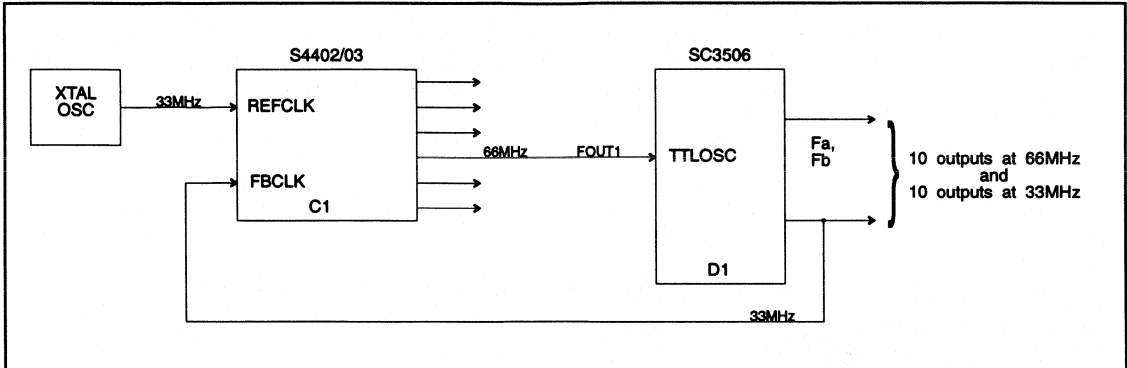 S4402/03
SC3506
XTAL
OSC
33MHz
REFCLK
66MHz
FOUT1
TTLOSC
Fa,
Fb
10 outputs at 66MHz
and
10 outputs at 33MHz
FBCLK
C1
D1
33MHz